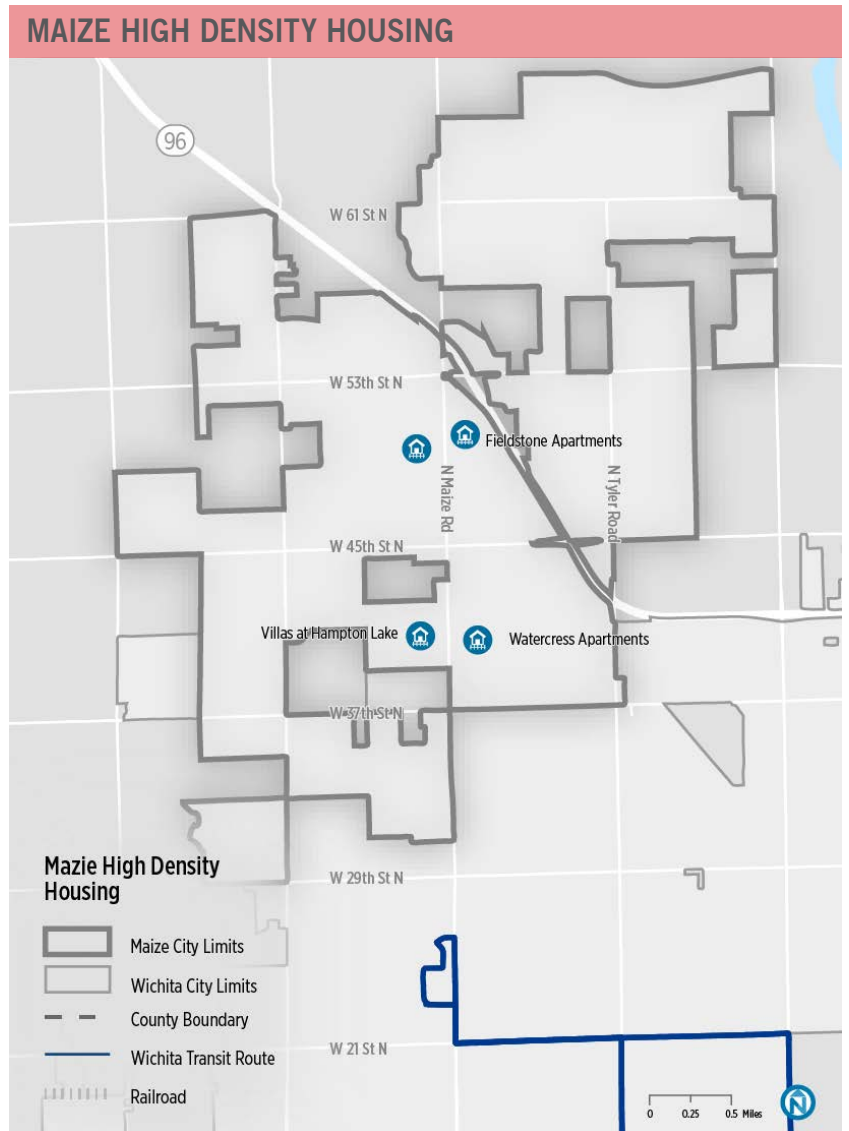 MAIZE HIGH DENSITY HOUSING
96
W 61 St N
W 53th St N
Fieldstone Apartments
N Maize Rd
N Tyler Road
W 45th St N
Villas at Hampton Lake
Watercress Apartments
W 37th St N
W 29th St N
Mazie High Density
Housing
Maize City Limits
Wichita City Limits
County Boundary
Wichita Transit Route
Railroad
W 21 St N
0 0.25 0.5 Miles
N